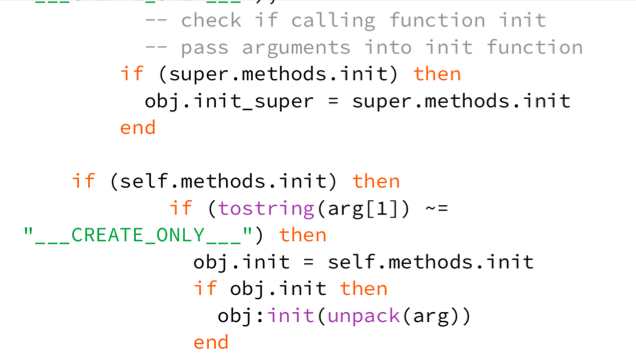 -- check if calling function init
-- pass arguments into init function
if (super.methods.init) then
obj.init_super = super.methods.init
end
if (self.methods.init) then
if (tostring(arg[1]) ~=
"___CREATE_ONLY___") then
obj.init = self.methods.init
if obj.init then
obj:init(unpack(arg))
end